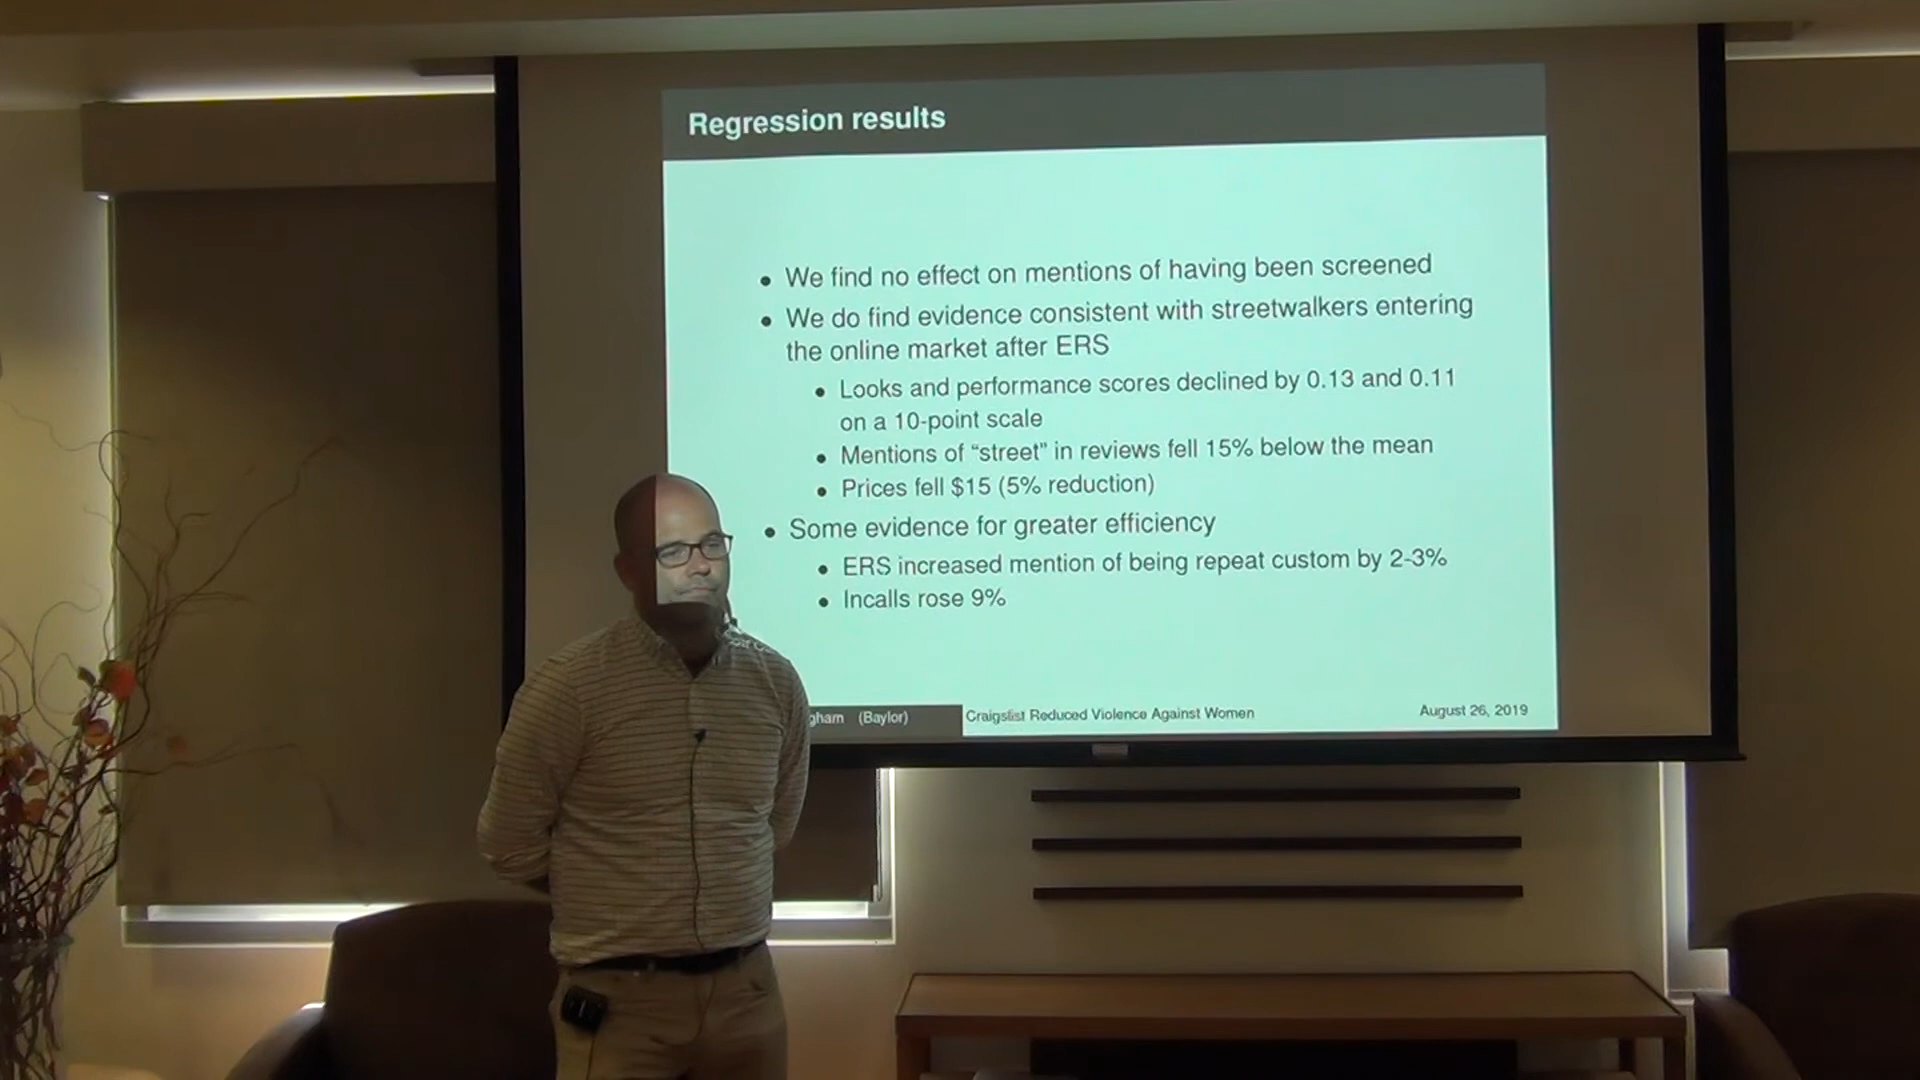 Regression results
• We find no effect on mentions of having been screened
• We do find evidence consistent with streetwalkers entering
the online market after ERS
• Looks and performance scores declined by 0.13 and 0.11
on a 10-point scale
• Mentions of “street” in reviews fell 15% below the mean
• Prices fell $15 (5% reduction)
• Some evidence for greater efficiency
• ERS increased mention of being repeat custom by 2-3%
• Incalls rose 9%
gham (Baylor) Craigslist Reduced Violence Against Women August 26, 2019